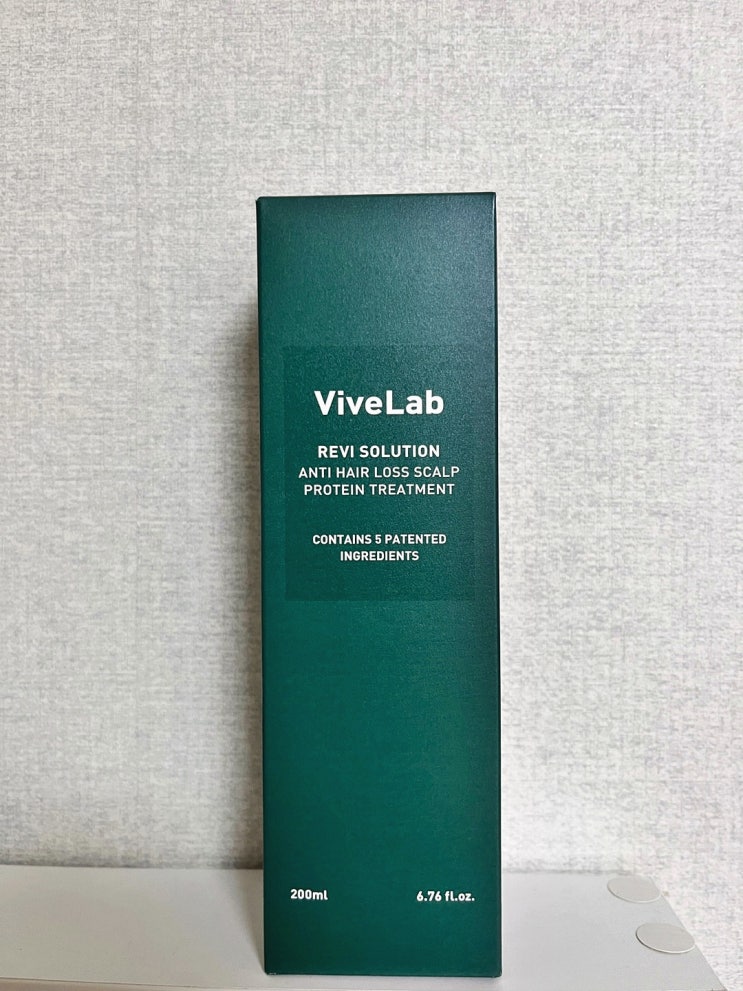 ViveLab
REVI SOLUTION
ANTI HAIR LOSS SCALP
PROTEIN TREATMENT
CONTAINS 5 PATENTED
INGREDIENTS
200ml 6.76 fl.oz.